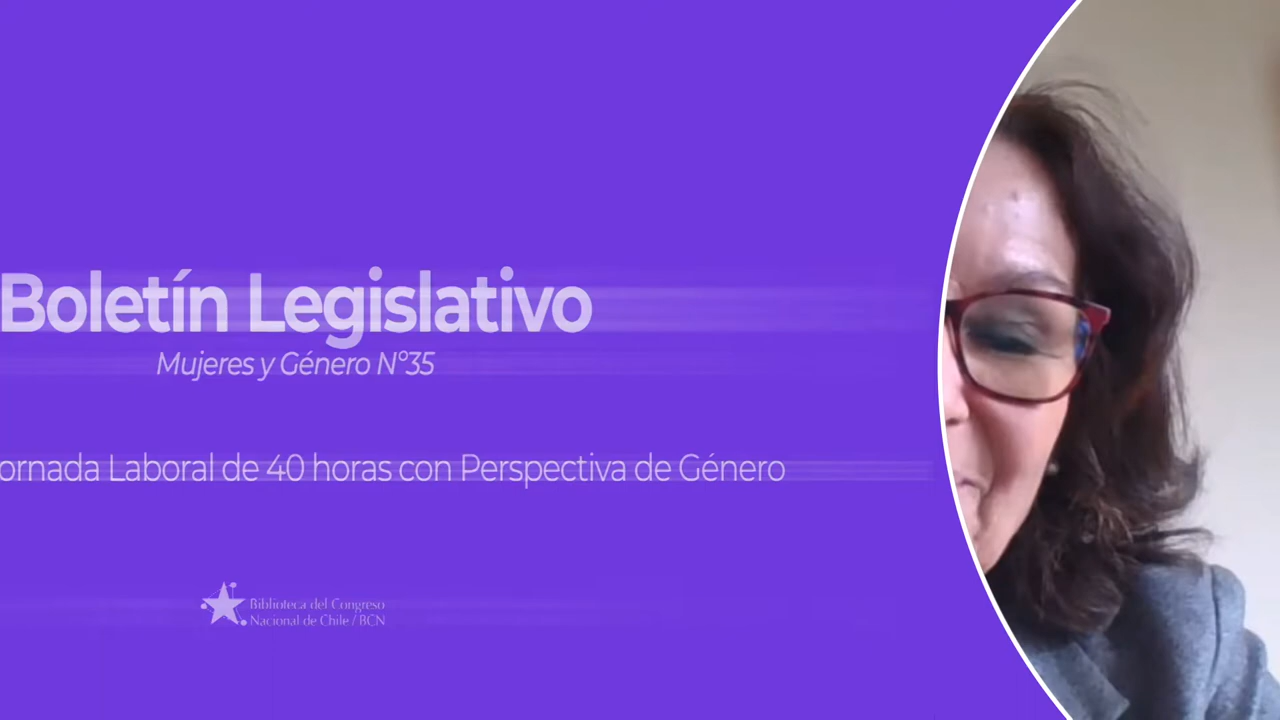 Boletín Legislativo
Mujeres y Género N°35
ornada Laboral de 40 horas con Perspectiva de Género
Biblioteca del Congreso
Nacional de Chile / BCN